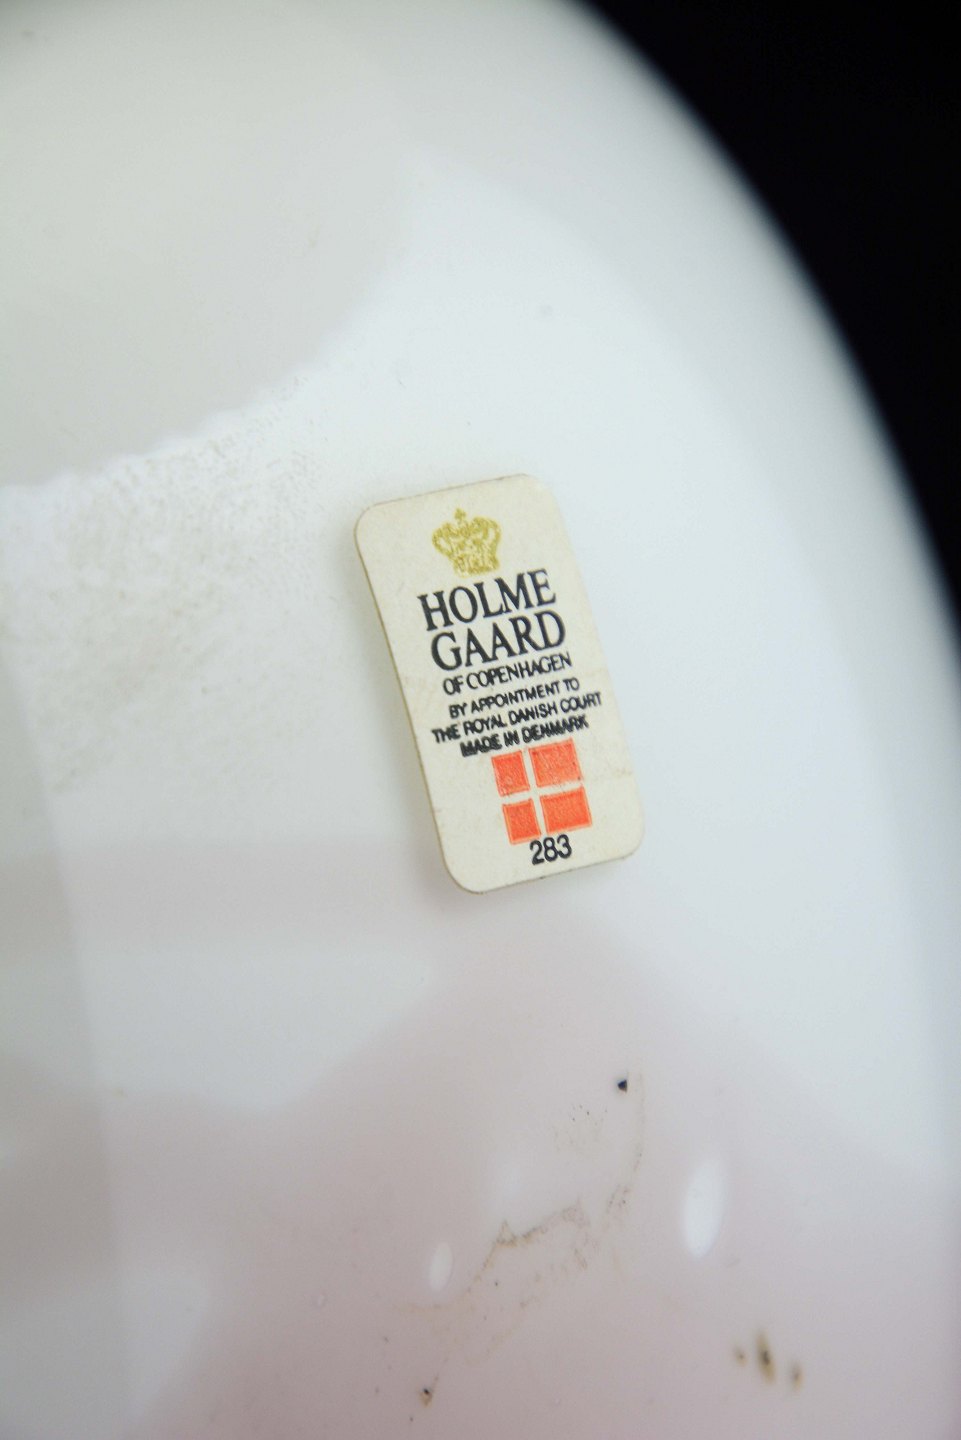 HOLME
GAARD
OF COPENHAGEN
BY APPOINTMENT TO
THE ROYAL DANISH COURT
MADE IN DENMARK
283